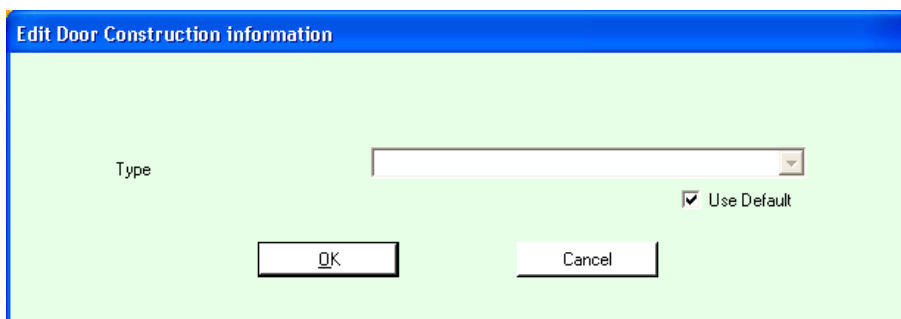 Edit Door Construction information
Type
Use Default
OK
Cancel